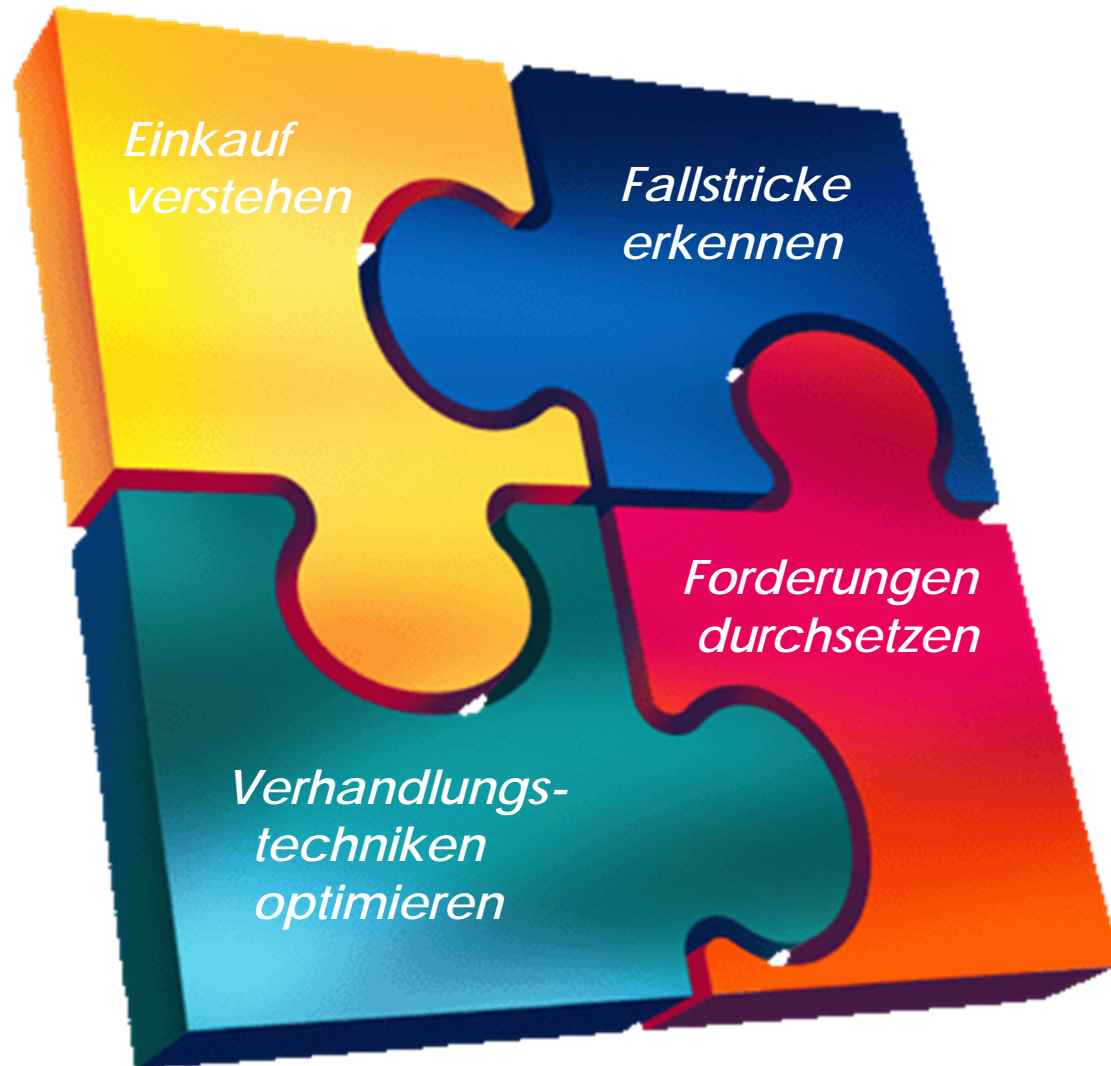 Einkauf
verstehen
Fallstricke
erkennen
Forderungen
durchsetzen
Verhandlungs-
techniken
optimieren